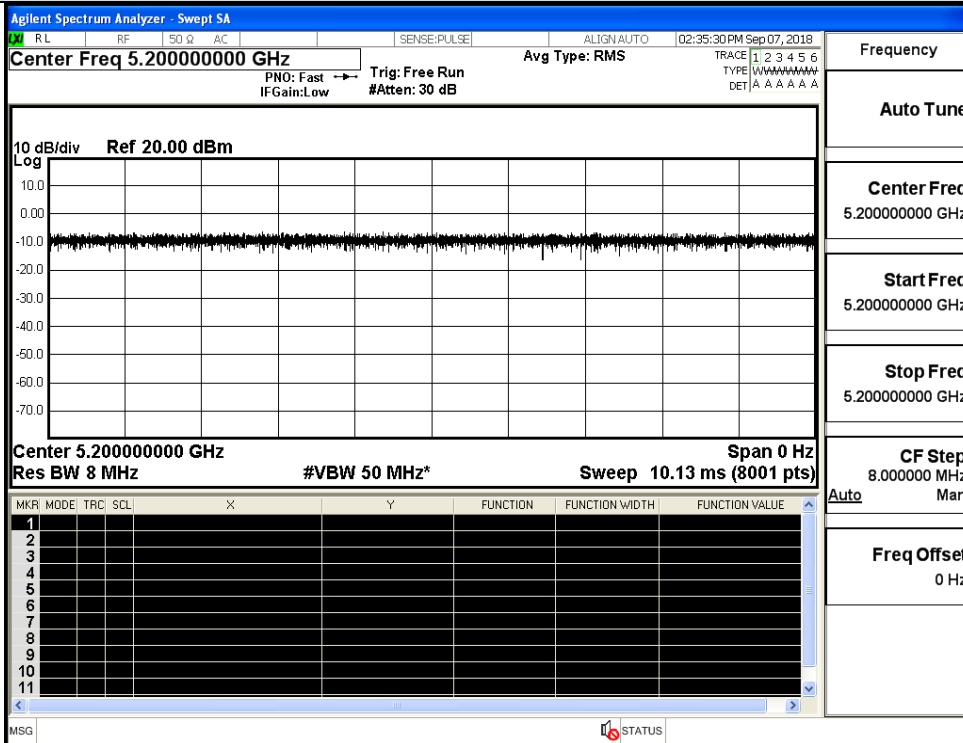 Agilent Spectrum Analyzer - Swept SA
LXI RL RF 50 Ω AC SENSE:PULSE ALIGN AUTO 02:35:30 PM Sep 07, 2018
Center Freq 5.200000000 GHz Avg Type: RMS TRACE 1 2 3 4 5 6
PNO: Fast Trig: Free Run TYPE WWWWWW
IFGain:Low #Atten: 30 dB DET A A A A A A
10 dB/div Ref 20.00 dBm
Log
10.0
0.00
-10.0
-20.0
-30.0
-40.0
-50.0
-60.0
-70.0
Center 5.200000000 GHz Span 0 Hz
Res BW 8 MHz #VBW 50 MHz* Sweep 10.13 ms (8001 pts)
MKR MODE TRC SCL X Y FUNCTION FUNCTION WIDTH FUNCTION VALUE
1
2
3
4
5
6
7
8
9
10
11
MSG STATUS
Frequency
Auto Tune
Center Freq
5.200000000 GHz
Start Freq
5.200000000 GHz
Stop Freq
5.200000000 GHz
CF Step
8.000000 MHz
Auto Man
Freq Offset
0 Hz